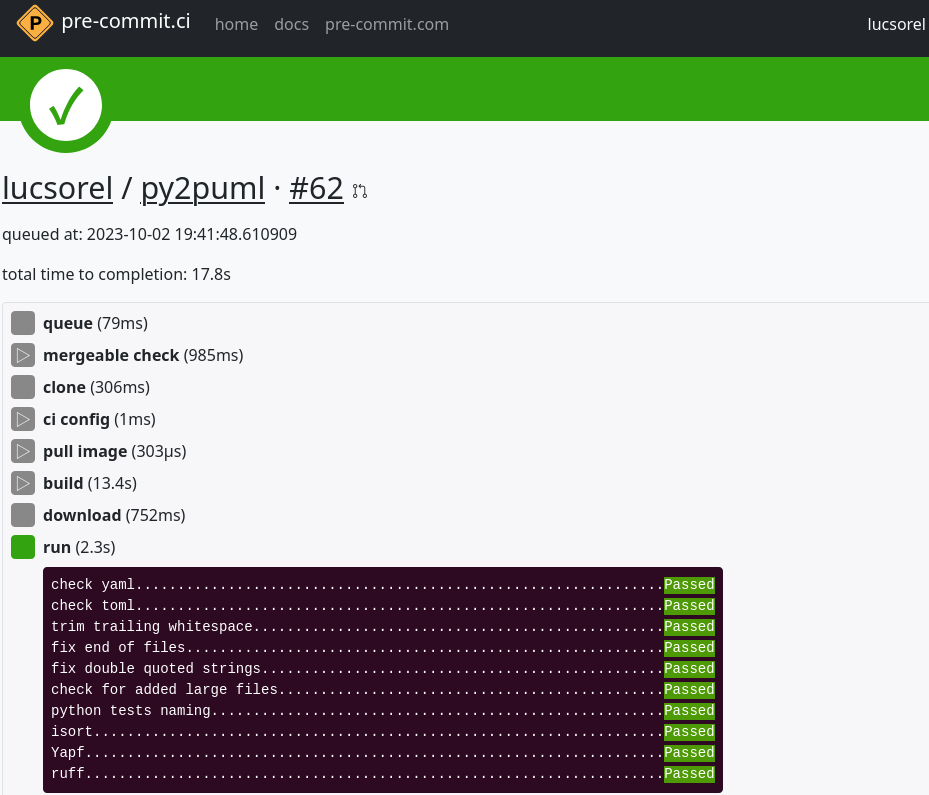 P pre-commit.ci home docs pre-commit.com lucsorel
lucsorel / py2puml · #62
queued at: 2023-10-02 19:41:48.610909
total time to completion: 17.8s
queue (79ms)
mergeable check (985ms)
clone (306ms)
ci config (1ms)
pull image (303µs)
build (13.4s)
download (752ms)
run (2.3s)
check yaml...............................................................Passed
check toml...............................................................Passed
trim trailing whitespace.................................................Passed
fix end of files.........................................................Passed
fix double quoted strings................................................Passed
check for added large files..............................................Passed
python tests naming......................................................Passed
isort....................................................................Passed
Yapf.....................................................................Passed
ruff.....................................................................Passed